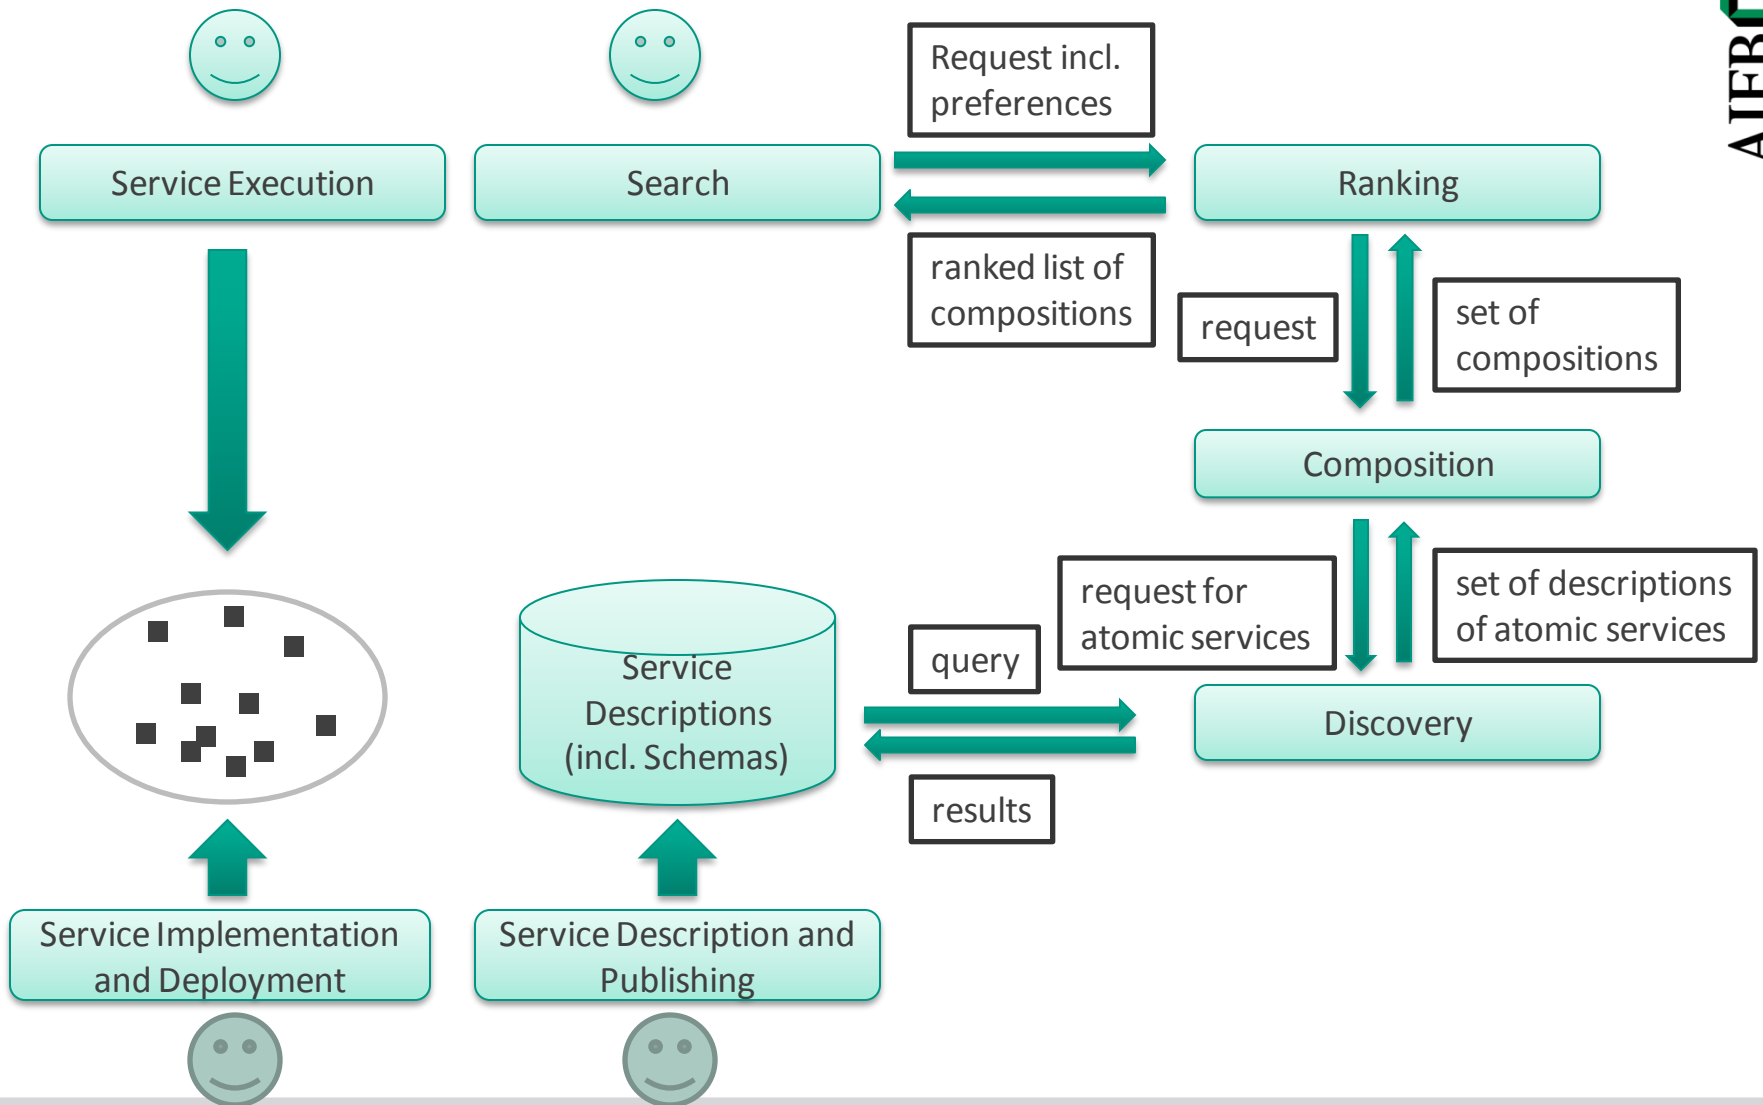 Request incl.
preferences
Service Execution
Search
Ranking
ranked list of
compositions
request
set of
compositions
Composition
request for
atomic services
set of descriptions
of atomic services
query
Service
Descriptions
(incl. Schemas)
Discovery
results
Service Implementation
and Deployment
Service Description and
Publishing
AIFB